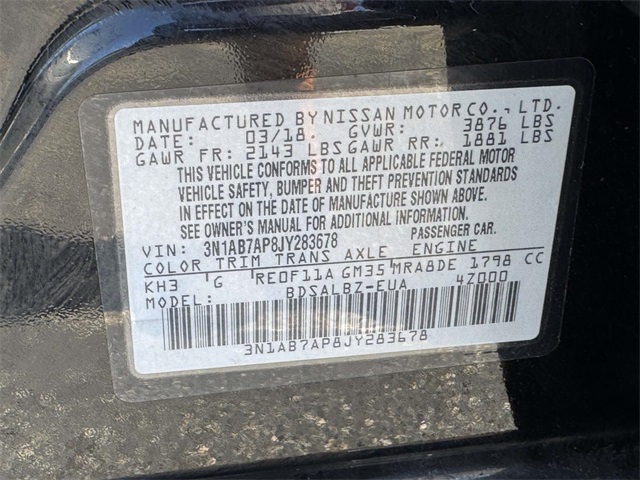 MANUFACTURED BY NISSAN MOTOR CO., LTD.
DATE: 03/18 GVWR: 3876 LBS
GAWR FR: 2143 LBS GAWR RR: 1881 LBS
THIS VEHICLE CONFORMS TO ALL APPLICABLE FEDERAL MOTOR
VEHICLE SAFETY, BUMPER AND THEFT PREVENTION STANDARDS
IN EFFECT ON THE DATE OF MANUFACTURE SHOWN ABOVE.
SEE OWNER'S MANUAL FOR ADDITIONAL INFORMATION.
VIN: 3N1AB7AP8JY283678 PASSENGER CAR.
COLOR TRIM TRANS AXLE ENGINE
KH3 G RE0F11A GM35 MRA8DE 1798 CC
MODEL: BDSALBZ-EUA 4Z000
3N1AB7AP8JY283678